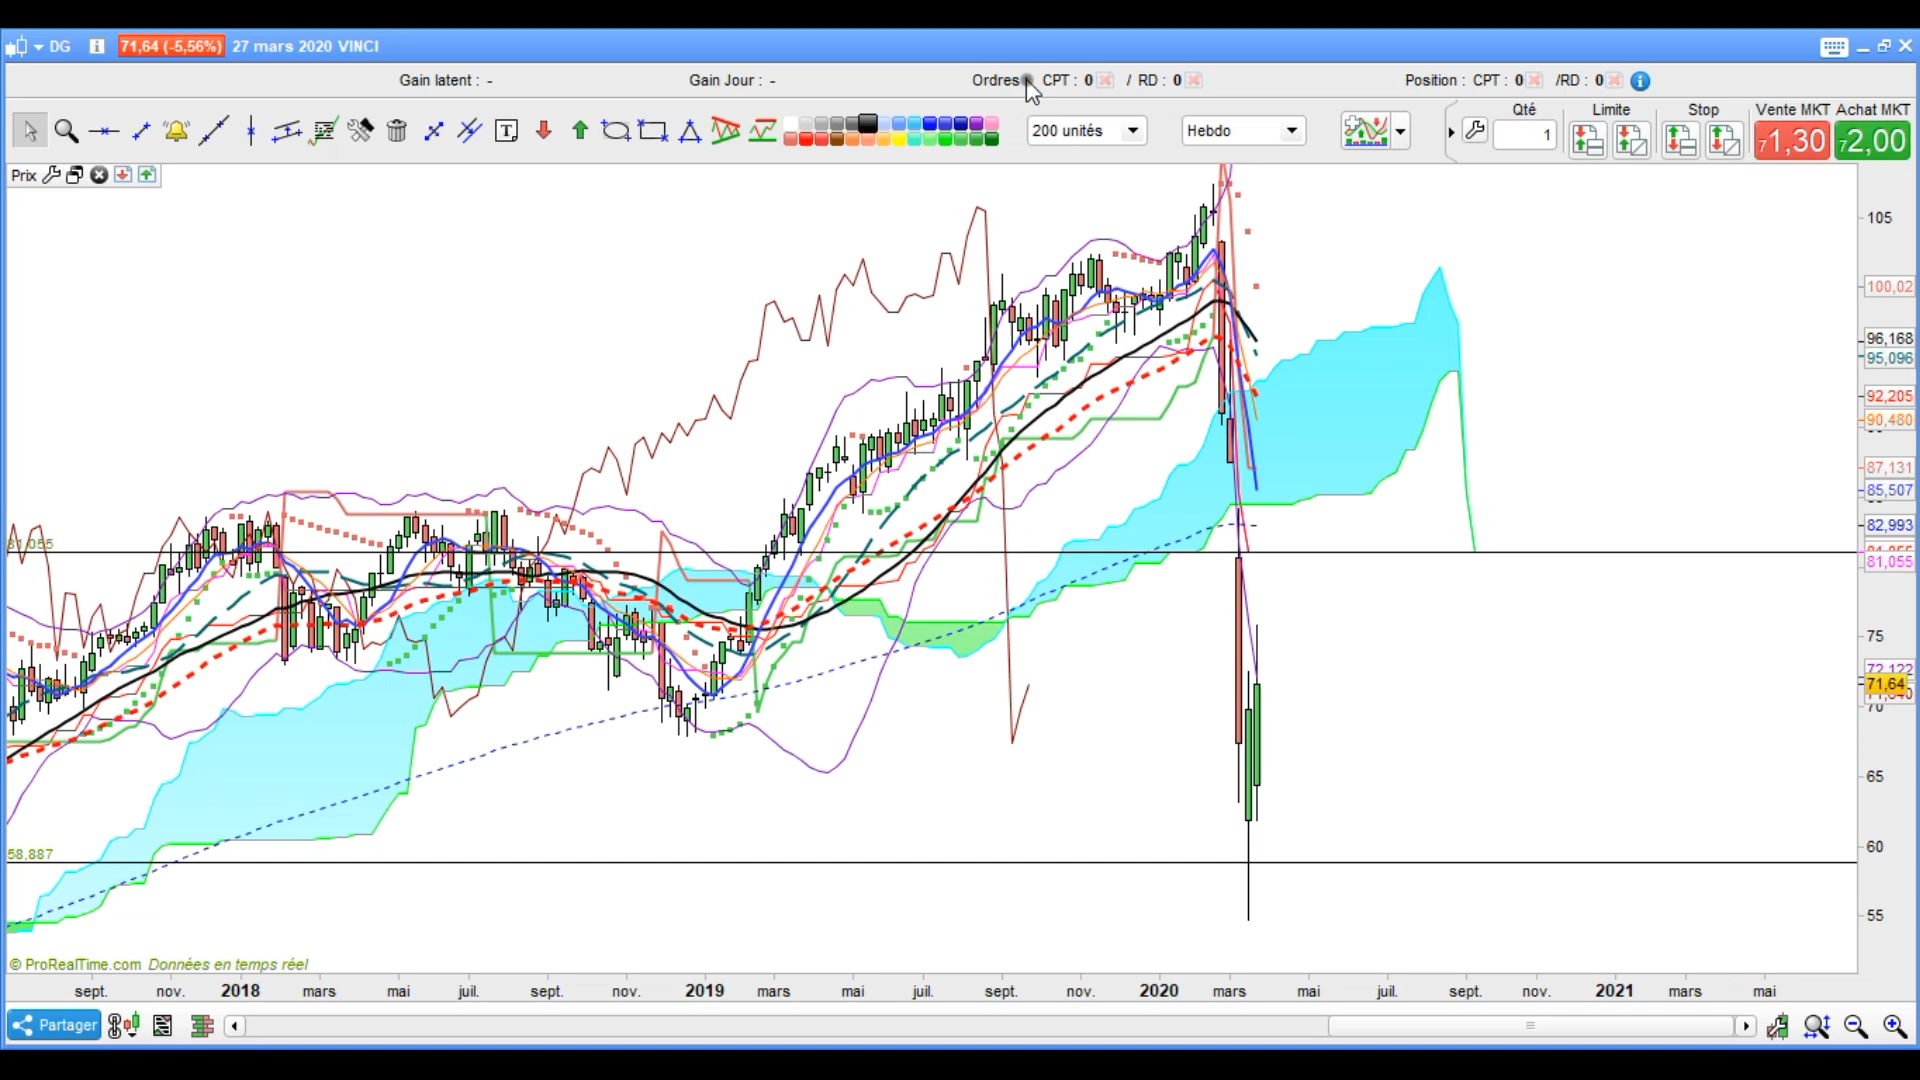 DG 71,64 (-5,56%) 27 mars 2020 VINCI
Gain latent : - Gain Jour : - Ordres CPT : 0 / RD : 0 Position : CPT : 0 /RD : 0
Qté Limite Stop Vente MKT Achat MKT
200 unités Hebdo 1 71,30 72,00
Prix
105
100,02
96,168
95,096
92,205
90,480
87,131
85,507
82,993
81,055
81,055
75
72,122
71,64
70
65
58,887
60
55
© ProRealTime.com Données en temps réel
sept. nov. 2018 mars mai juil. sept. nov. 2019 mars mai juil. sept. nov. 2020 mars mai juil. sept. nov. 2021 mars mai
Partager